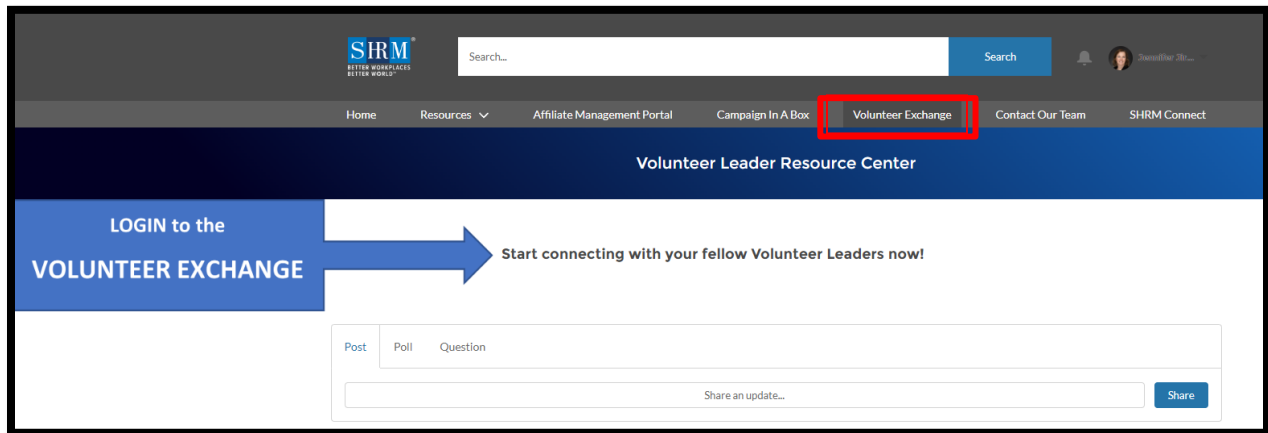 SHRM®
BETTER WORKPLACES
BETTER WORLD™
Search...
Search
Home Resources Affiliate Management Portal Campaign In A Box Volunteer Exchange Contact Our Team SHRM Connect
Volunteer Leader Resource Center
LOGIN to the
VOLUNTEER EXCHANGE
Start connecting with your fellow Volunteer Leaders now!
Post Poll Question
Share an update...
Share